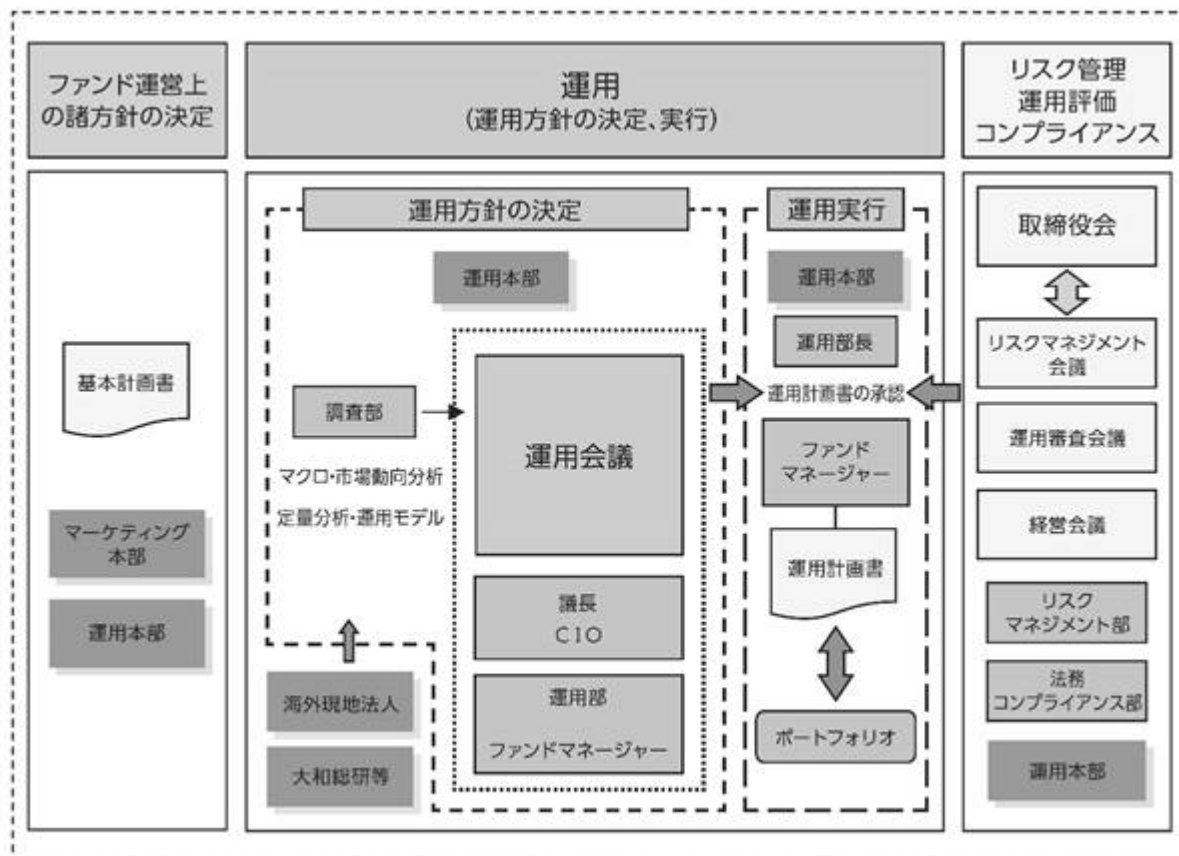 ファンド運営上
の諸方針の決定
運用
(運用方針の決定、実行)
リスク管理
運用評価
コンプライアンス
基本計画書
マーケティング
本部
運用本部
運用方針の決定
運用本部
調査部
マクロ・市場動向分析
定量分析・運用モデル
海外現地法人
大和総研等
運用会議
議長
CIO
運用部
ファンドマネージャー
運用実行
運用本部
運用部長
運用計画書の承認
ファンド
マネージャー
運用計画書
ポートフォリオ
取締役会
リスクマネジメント
会議
運用審査会議
経営会議
リスク
マネジメント部
法務
コンプライアンス部
運用本部